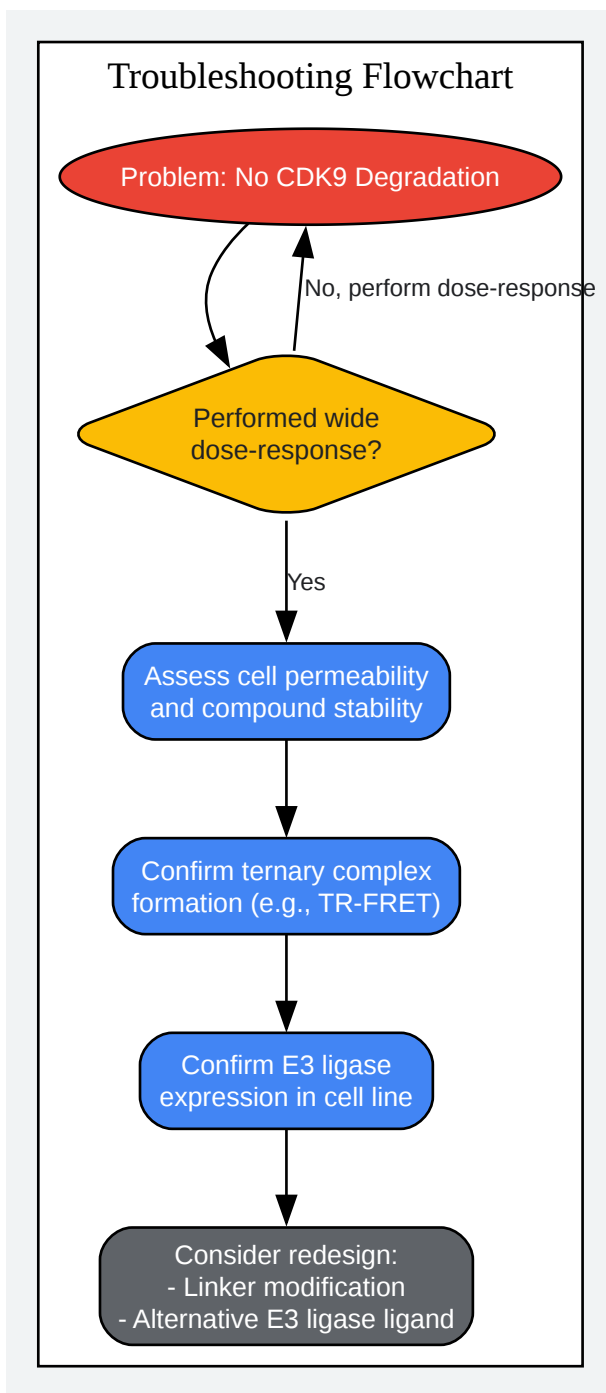 Troubleshooting Flowchart
Problem: No CDK9 Degradation
No, perform dose-response
Performed wide
dose-response?
Yes
Assess cell permeability
and compound stability
Confirm ternary complex
formation (e.g., TR-FRET)
Confirm E3 ligase
expression in cell line
Consider redesign:
- Linker modification
- Alternative E3 ligase ligand